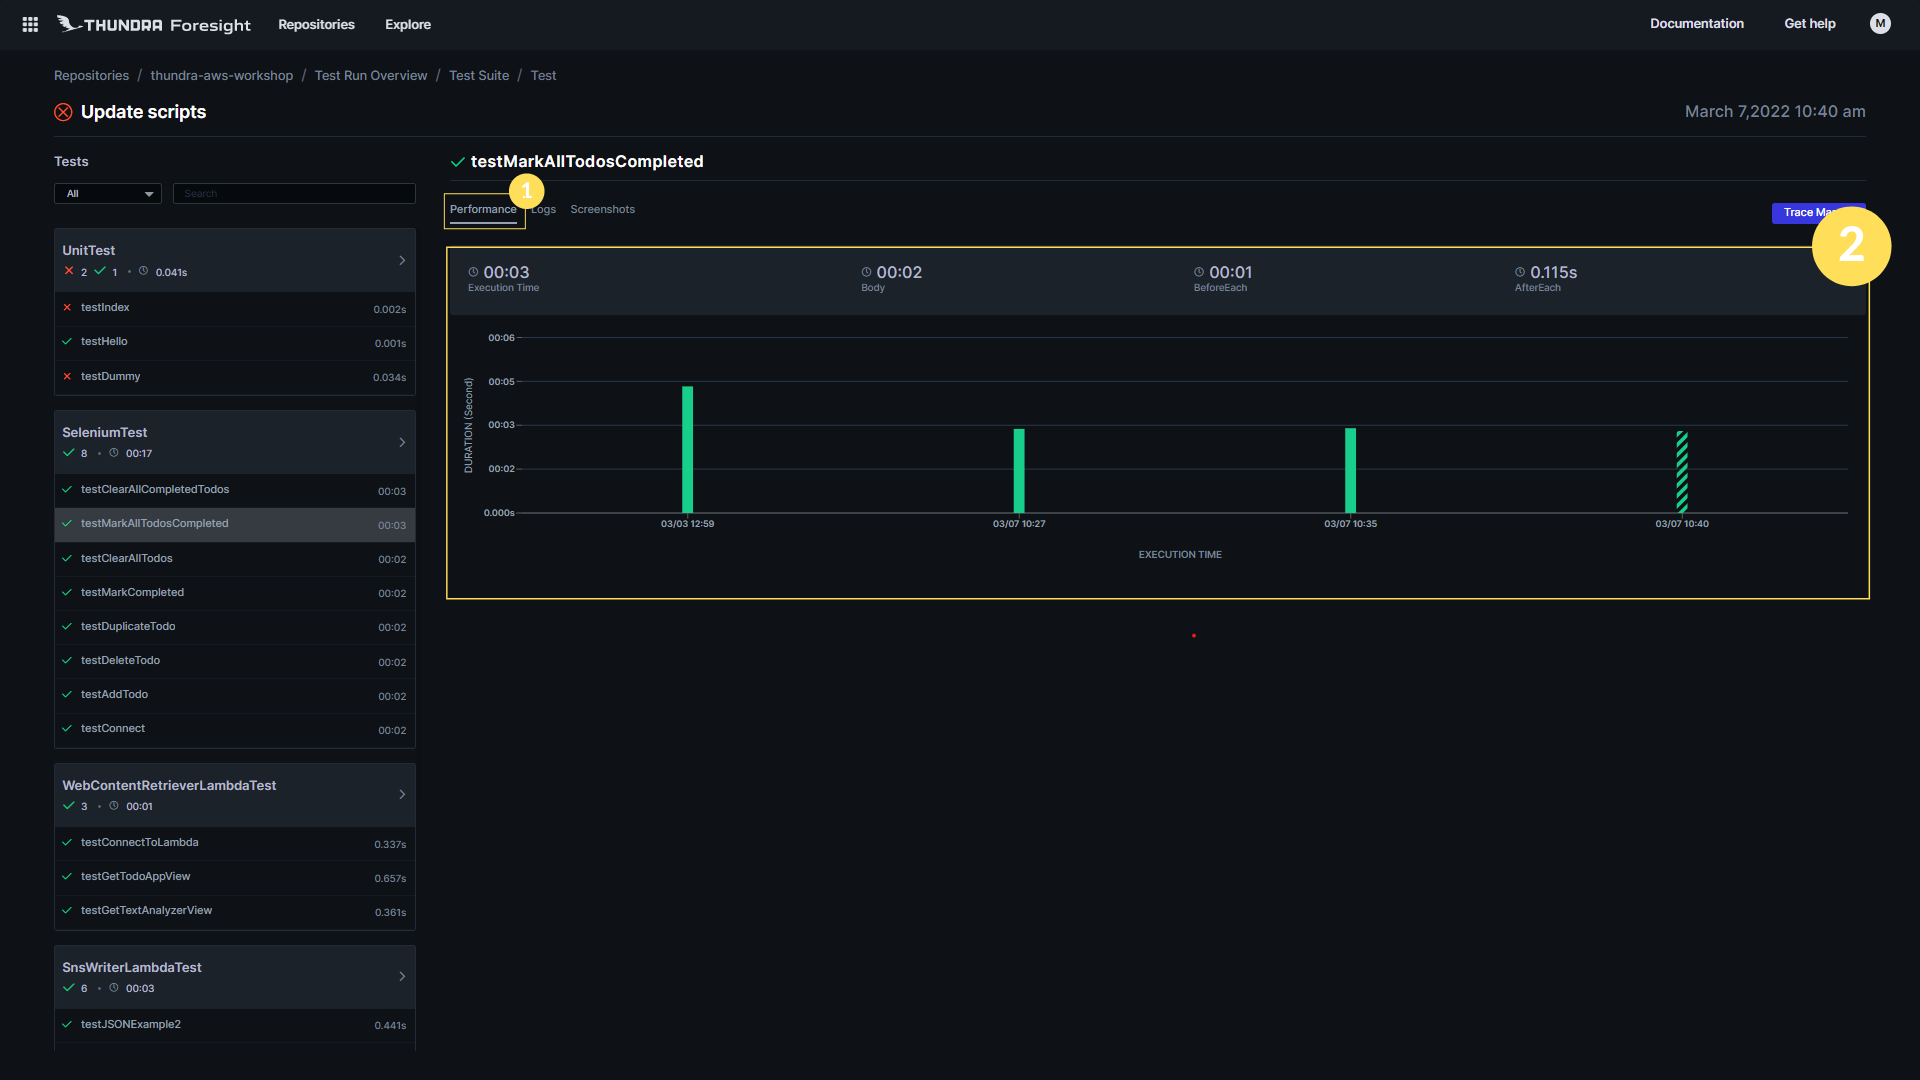 THUNDRA Foresight
Repositories
Explore
Documentation
Get help
M
Repositories / thundra-aws-workshop / Test Run Overview / Test Suite / Test
Update scripts
March 7,2022 10:40 am
Tests
All
Search
UnitTest
2 1 • 0.041s
testIndex 0.002s
testHello 0.001s
testDummy 0.034s
SeleniumTest
8 • 00:17
testClearAllCompletedTodos 00:03
testMarkAllTodosCompleted 00:03
testClearAllTodos 00:02
testMarkCompleted 00:02
testDuplicateTodo 00:02
testDeleteTodo 00:02
testAddTodo 00:02
testConnect 00:02
WebContentRetrieverLambdaTest
3 • 00:01
testConnectToLambda 0.337s
testGetTodoAppView 0.657s
testGetTextAnalyzerView 0.361s
SnsWriterLambdaTest
6 • 00:03
testJSONExample2 0.441s
testMarkAllTodosCompleted
1
Performance
Logs
Screenshots
Trace
2
00:03 00:02 00:01 0.115s
Execution Time Body BeforeEach AfterEach
DURATION (Second)
00:06
00:05
00:03
00:02
0.000s
03/03 12:59 03/07 10:27 03/07 10:35 03/07 10:40
EXECUTION TIME